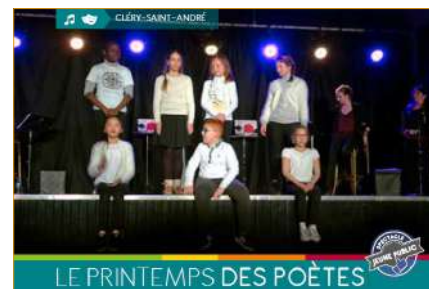 CLÉRY-SAINT-ANDRÉ
SPECTACLE
JEUNE PUBLIC
LE PRINTEMPS DES POÈTES